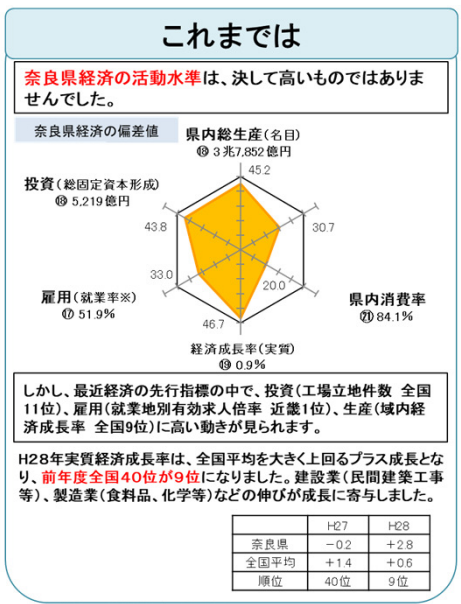 これまでは
奈良県経済の活動水準は、決して高いものではありま
せんでした。
奈良県経済の偏差値
県内総生産(名目)
⑱ 3兆7,852億円
45.2
投資(総固定資本形成)
⑱ 5,219億円
43.8
30.7
33.0
20.0
雇用(就業率※)
⑰ 51.9%
県内消費率
㉑ 84.1%
46.7
経済成長率(実質)
⑲ 0.9%
しかし、最近経済の先行指標の中で、投資(工場立地件数 全国
11位)、雇用(就業地別有効求人倍率 近畿1位)、生産(域内経
済成長率 全国9位)に高い動きが見られます。
H28年実質経済成長率は、全国平均を大きく上回るプラス成長とな
り、前年度全国40位が9位になりました。建設業(民間建築工事
等)、製造業(食料品、化学等)などの伸びが成長に寄与しました。
H27 H28
奈良県 －0.2 ＋2.8
全国平均 ＋1.4 ＋0.6
順位 40位 9位